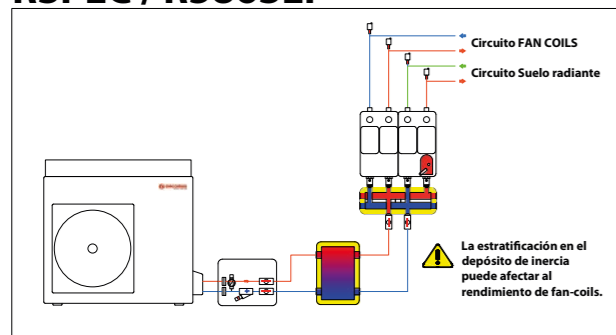 Circuito FAN COILS
Circuito Suelo radiante
La estratificación en el
depósito de inercia
puede afectar al
rendimiento de fan-coils.